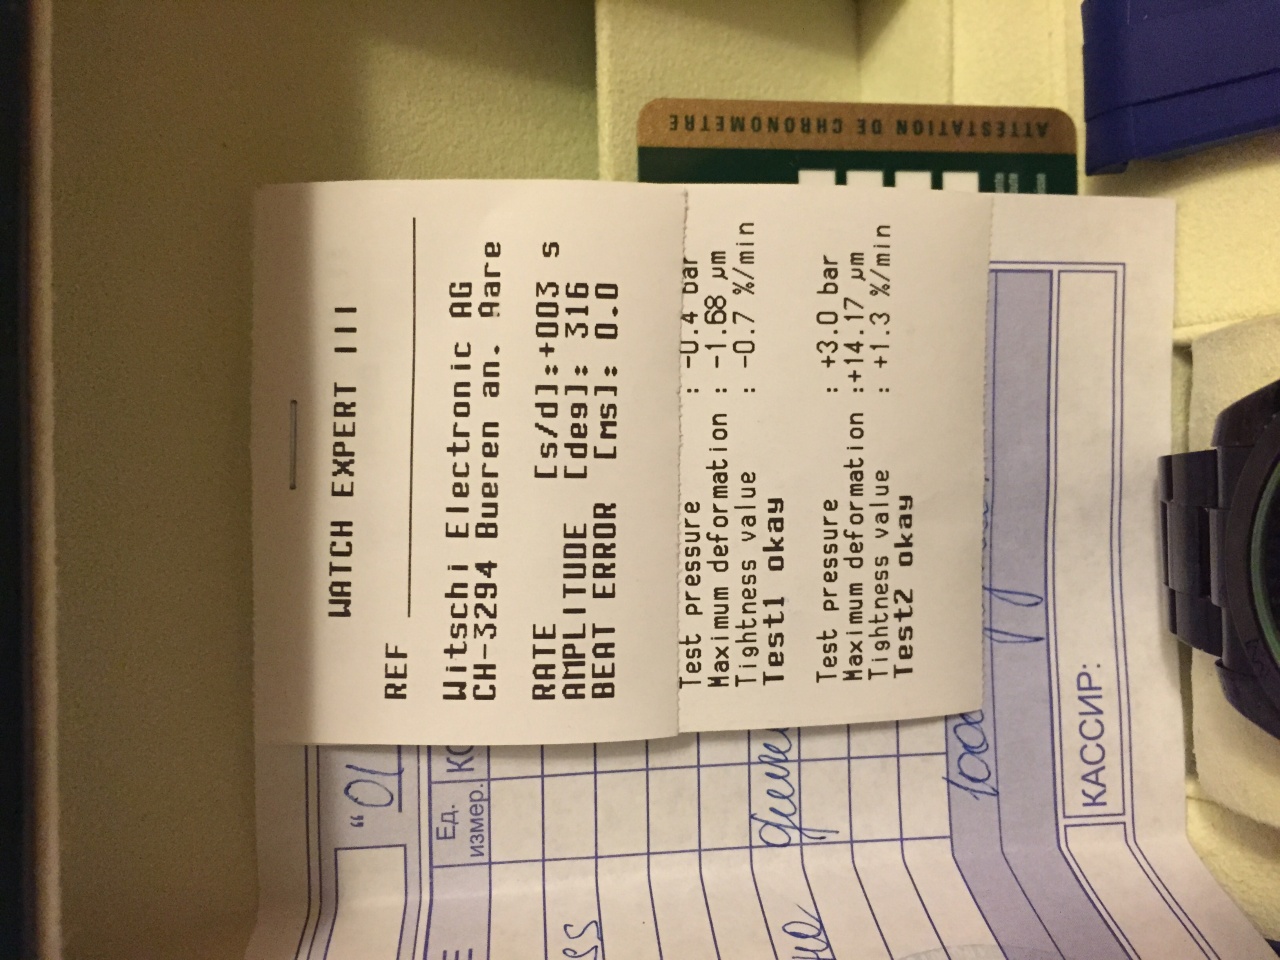 WATCH EXPERT III
REF
Witschi Electronic AG
CH-3294 Bueren an. Aare
RATE [s/d]:+003 s
AMPLITUDE [deg]: 316
BEAT ERROR [ms]: 0.0
Test pressure : -0.4 bar
Maximum deformation : -1.68 µm
Tightness value : -0.7 %/min
Test1 okay
Test pressure : +3.0 bar
Maximum deformation :+14.17 µm
Tightness value : +1.3 %/min
Test2 okay
ATTESTATION DE CHRONOMETRE
"01
Ед. измер.
КАССИР: